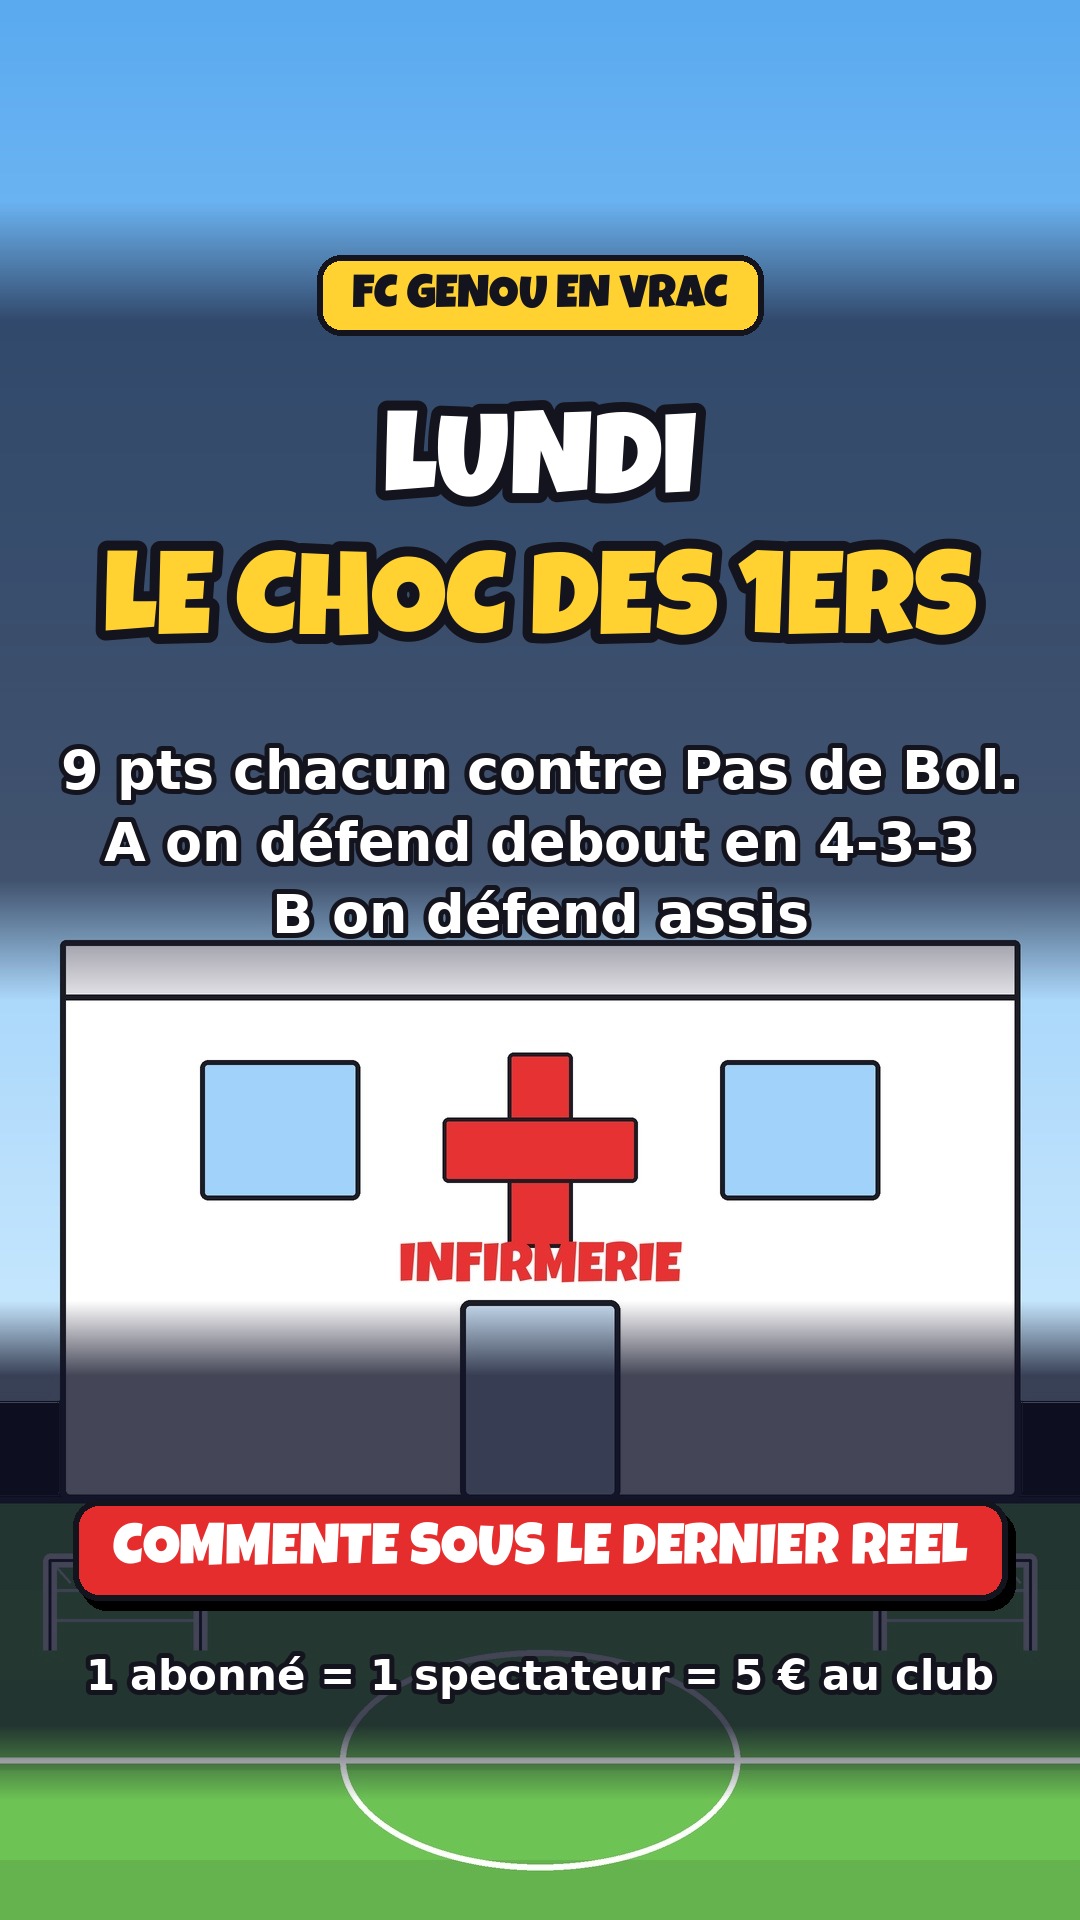 FC GENOU EN VRAC
LUNDI
LE CHOC DES 1ERS
9 pts chacun contre Pas de Bol.
A on défend debout en 4-3-3
B on défend assis
INFIRMERIE
COMMENTE SOUS LE DERNIER REEL
1 abonné = 1 spectateur = 5 € au club